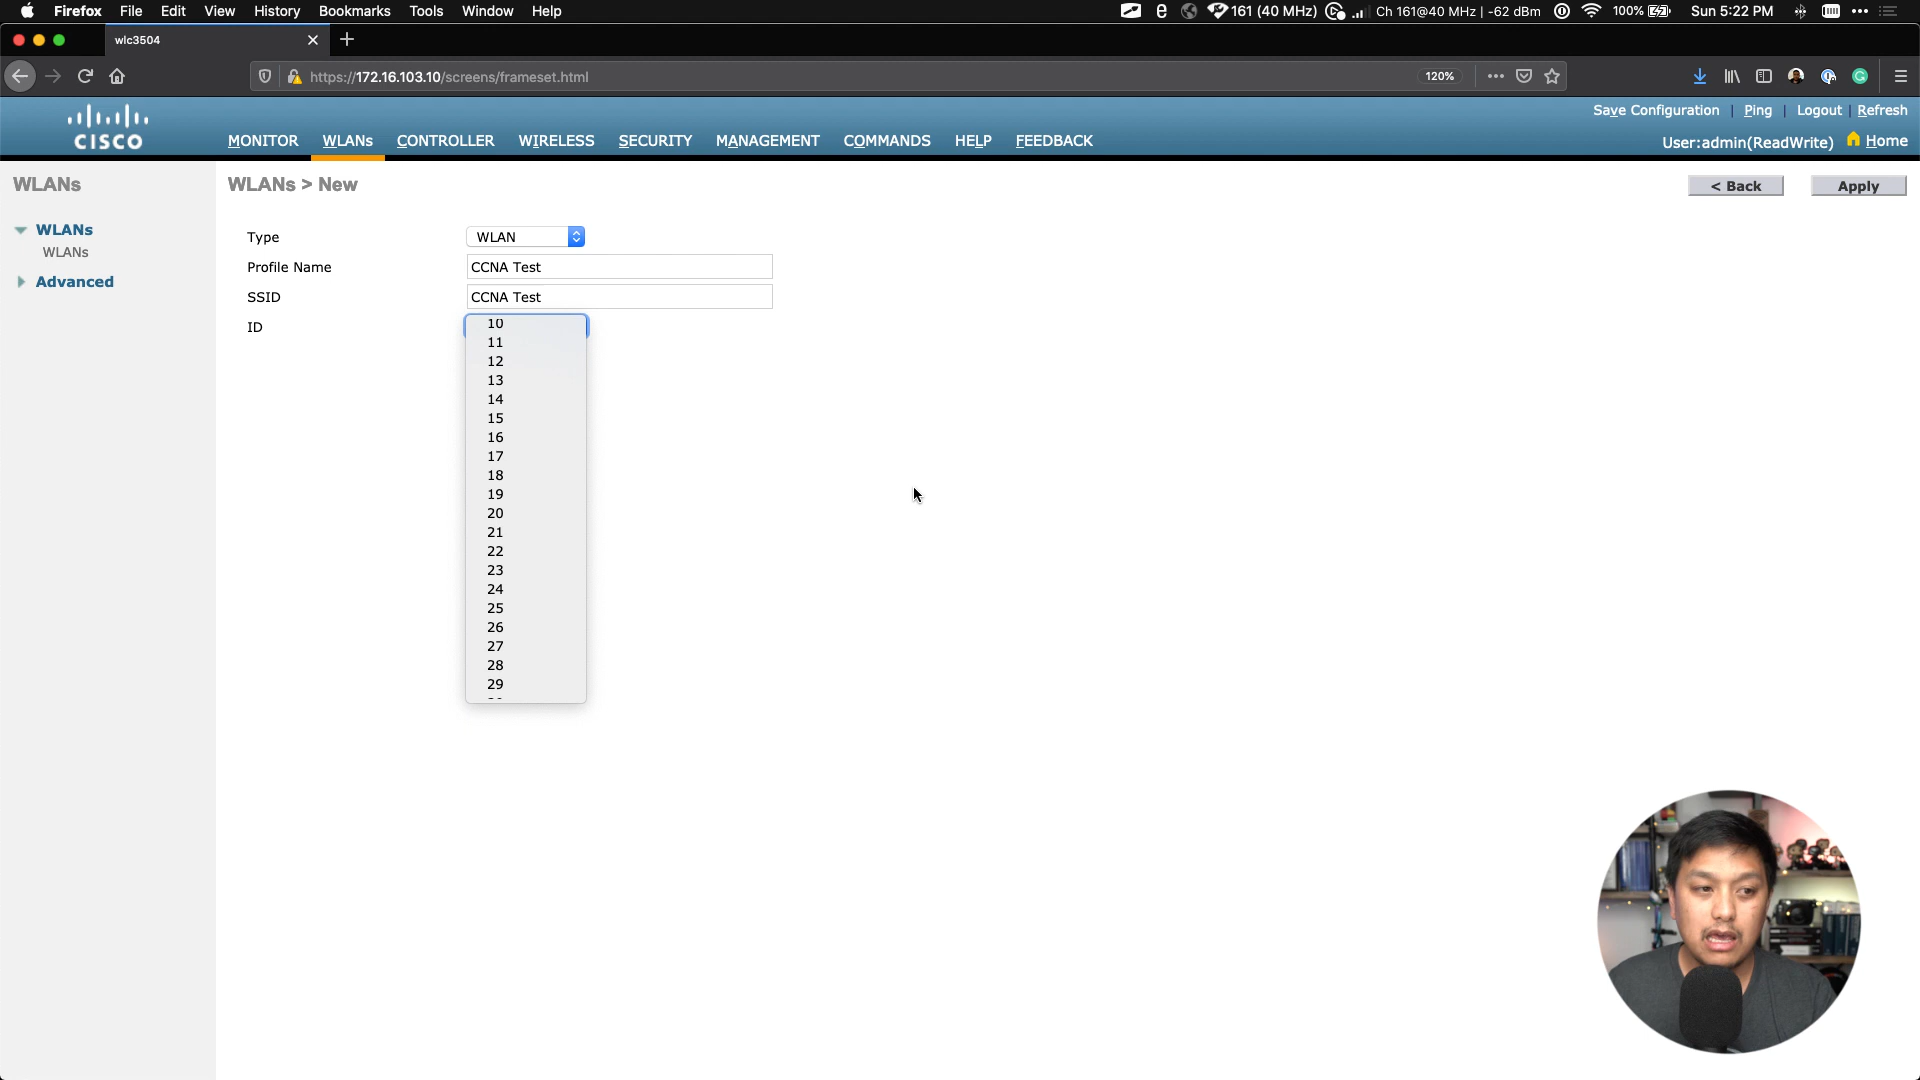 Firefox File Edit View History Bookmarks Tools Window Help 161 (40 MHz) Ch 161@40 MHz | -62 dBm 100% Sun 5:22 PM
wlc3504
https://172.16.103.10/screens/frameset.html 120%
Save Configuration | Ping | Logout | Refresh
CISCO
MONITOR WLANs CONTROLLER WIRELESS SECURITY MANAGEMENT COMMANDS HELP FEEDBACK
User:admin(ReadWrite) Home
WLANs
WLANs
WLANs
Advanced
WLANs > New
< Back Apply
Type WLAN
Profile Name CCNA Test
SSID CCNA Test
ID
10
11
12
13
14
15
16
17
18
19
20
21
22
23
24
25
26
27
28
29